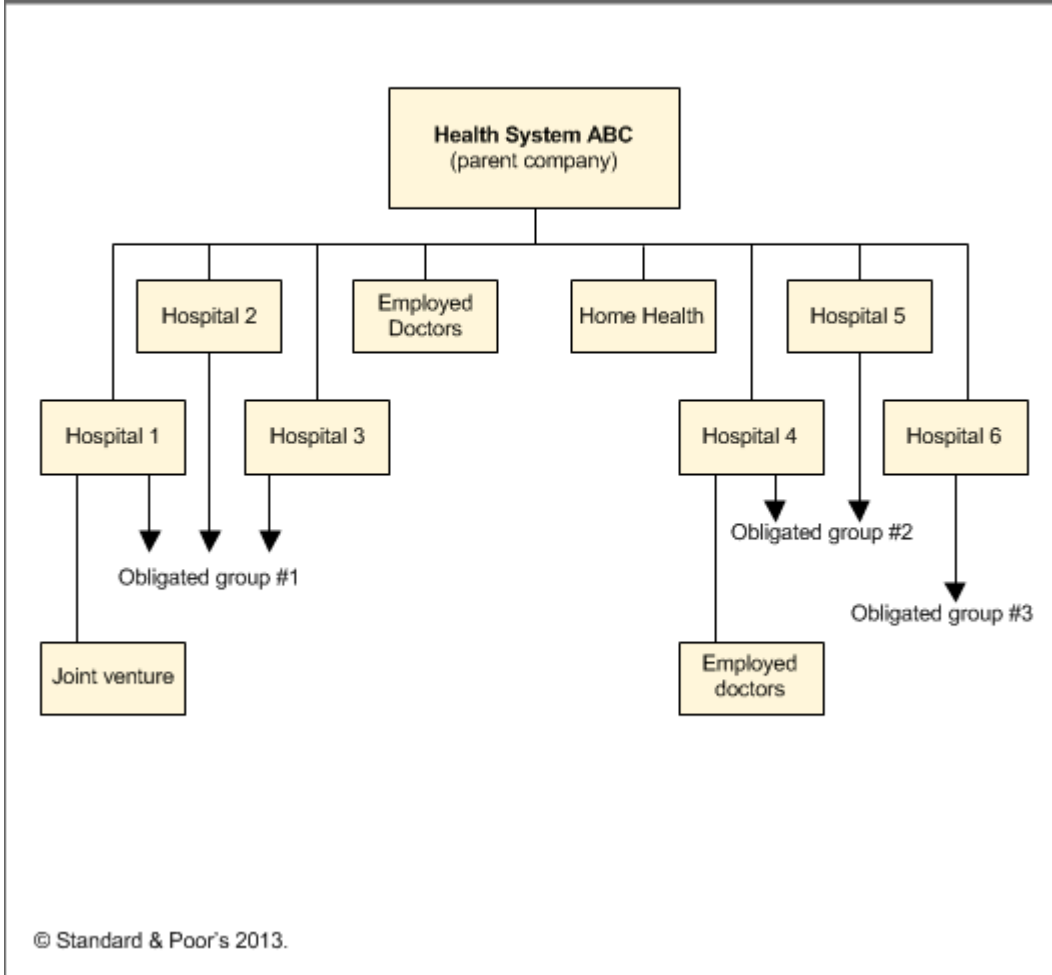 Health System ABC
(parent company)
Hospital 2
Employed
Doctors
Home Health
Hospital 5
Hospital 1
Hospital 3
Hospital 4
Hospital 6
Obligated group #2
Obligated group #1
Obligated group #3
Joint venture
Employed
doctors
© Standard & Poor's 2013.